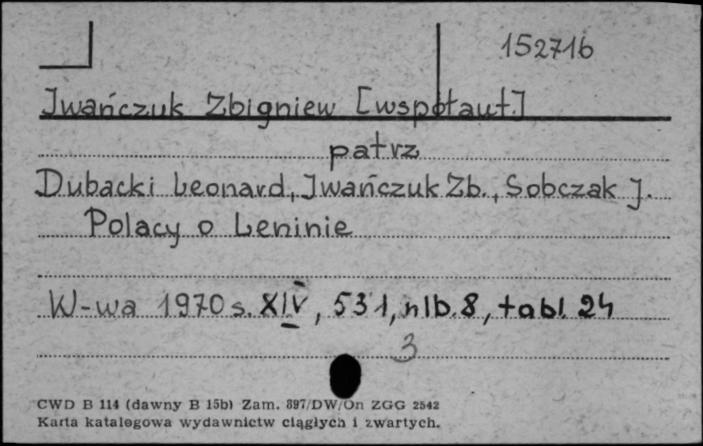 152716
Iwańczuk Zbigniew [współaut.]
patrz
Dubacki Leonard, Iwańczuk Zb., Sobczak J.
Polacy o Leninie
W-wa 1970 s. XIV, 531, nlb. 8, tabl. 24
3
CWD B 114 (dawny B 15b) Zam. 397/DW/On ZGG 2542
Karta katalogowa wydawnictw ciągłych i zwartych.